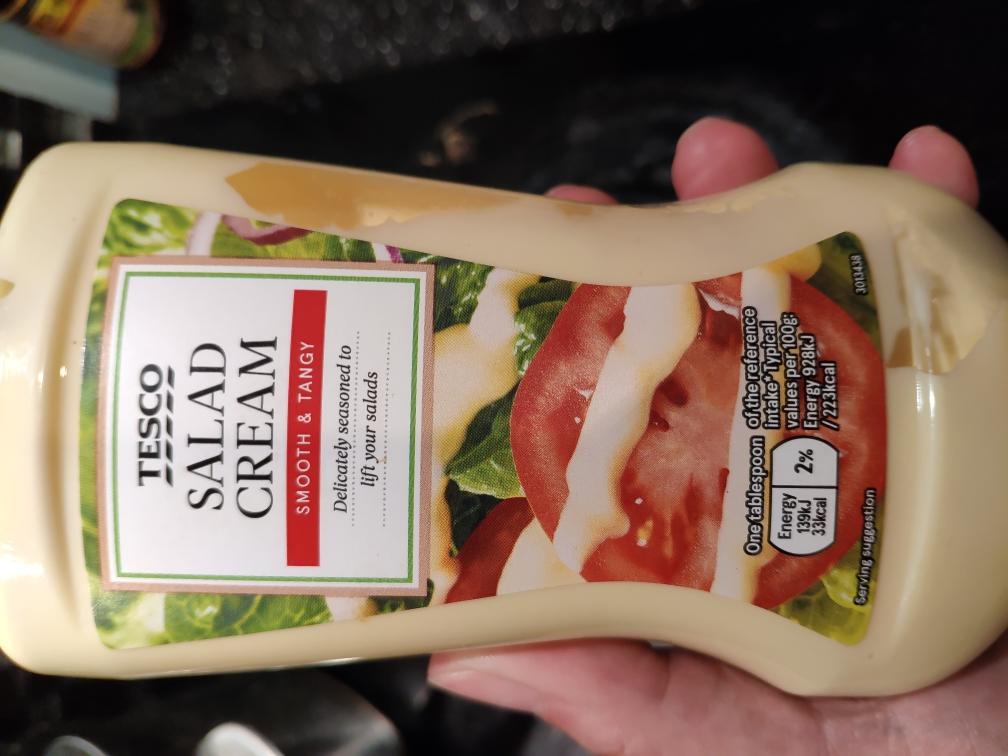 TESCO
SALAD
CREAM
SMOOTH & TANGY
Delicately seasoned to
lift your salads
One tablespoon
Energy
139kJ
33kcal
2%
of the reference
intake* Typical
values per 100g:
Energy 928kJ
/223kcal
Serving suggestion
3013438